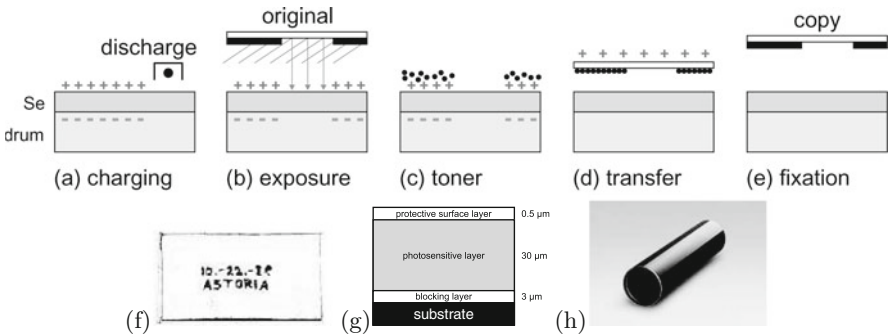 original
copy
discharge
+ + + + + +
+ + + + + + +
+ + + + + + +
+ + + +
+ + + +
Se
drum
(a) charging
(b) exposure
(c) toner
(d) transfer
(e) fixation
10.-22.-38
ASTORIA
protective surface layer
0.5 µm
photosensitive layer
30 µm
blocking layer
3 µm
substrate
(f)
(g)
(h)